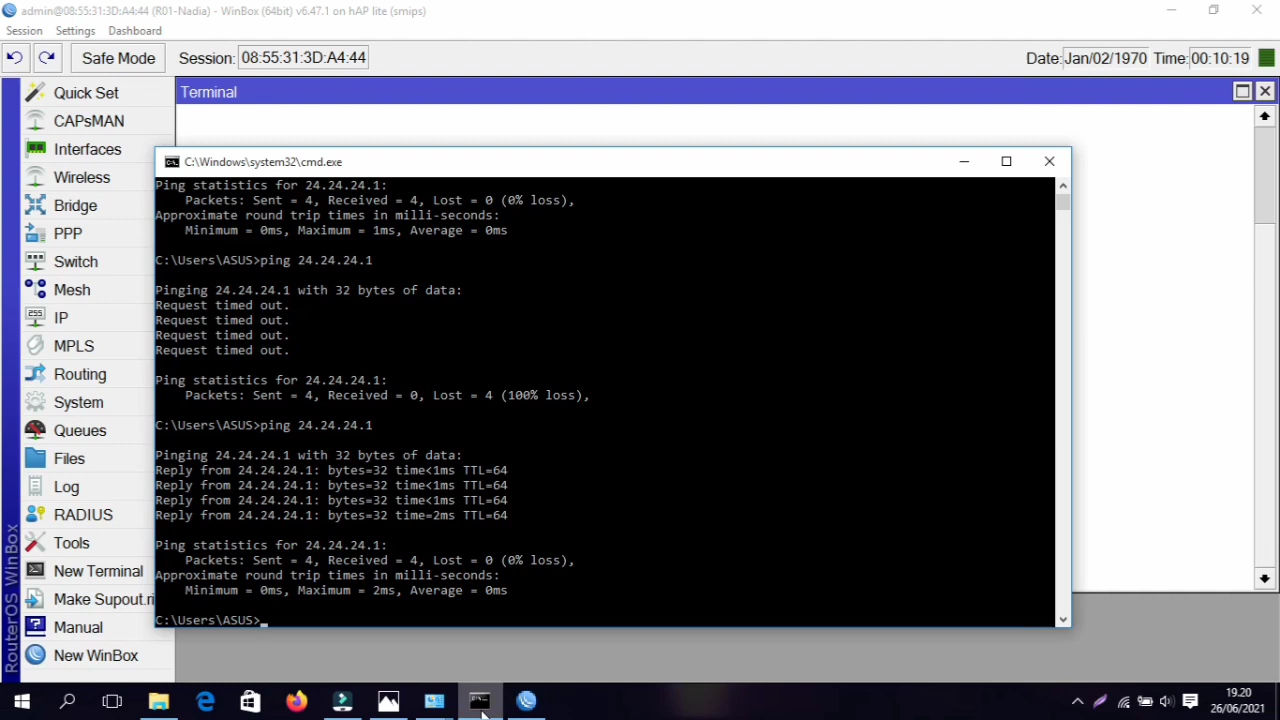 admin@08:55:31:3D:A4:44 (R01-Nadia) - WinBox (64bit) v6.47.1 on hAP lite (smips)
Session Settings Dashboard
Safe Mode Session: 08:55:31:3D:A4:44 Date: Jan/02/1970 Time: 00:10:19
Quick Set
CAPsMAN
Interfaces
Wireless
Bridge
PPP
Switch
Mesh
255
IP
MPLS
Routing
System
Queues
Files
Log
RADIUS
Tools
New Terminal
Make Supout.ri
Manual
New WinBox
RouterOS WinBox
Terminal
C:\Windows\system32\cmd.exe
Ping statistics for 24.24.24.1:
    Packets: Sent = 4, Received = 4, Lost = 0 (0% loss),
Approximate round trip times in milli-seconds:
    Minimum = 0ms, Maximum = 1ms, Average = 0ms
C:\Users\ASUS>ping 24.24.24.1
Pinging 24.24.24.1 with 32 bytes of data:
Request timed out.
Request timed out.
Request timed out.
Request timed out.
Ping statistics for 24.24.24.1:
    Packets: Sent = 4, Received = 0, Lost = 4 (100% loss),
C:\Users\ASUS>ping 24.24.24.1
Pinging 24.24.24.1 with 32 bytes of data:
Reply from 24.24.24.1: bytes=32 time<1ms TTL=64
Reply from 24.24.24.1: bytes=32 time<1ms TTL=64
Reply from 24.24.24.1: bytes=32 time<1ms TTL=64
Reply from 24.24.24.1: bytes=32 time=2ms TTL=64
Ping statistics for 24.24.24.1:
    Packets: Sent = 4, Received = 4, Lost = 0 (0% loss),
Approximate round trip times in milli-seconds:
    Minimum = 0ms, Maximum = 2ms, Average = 0ms
C:\Users\ASUS>
19.20
26/06/2021